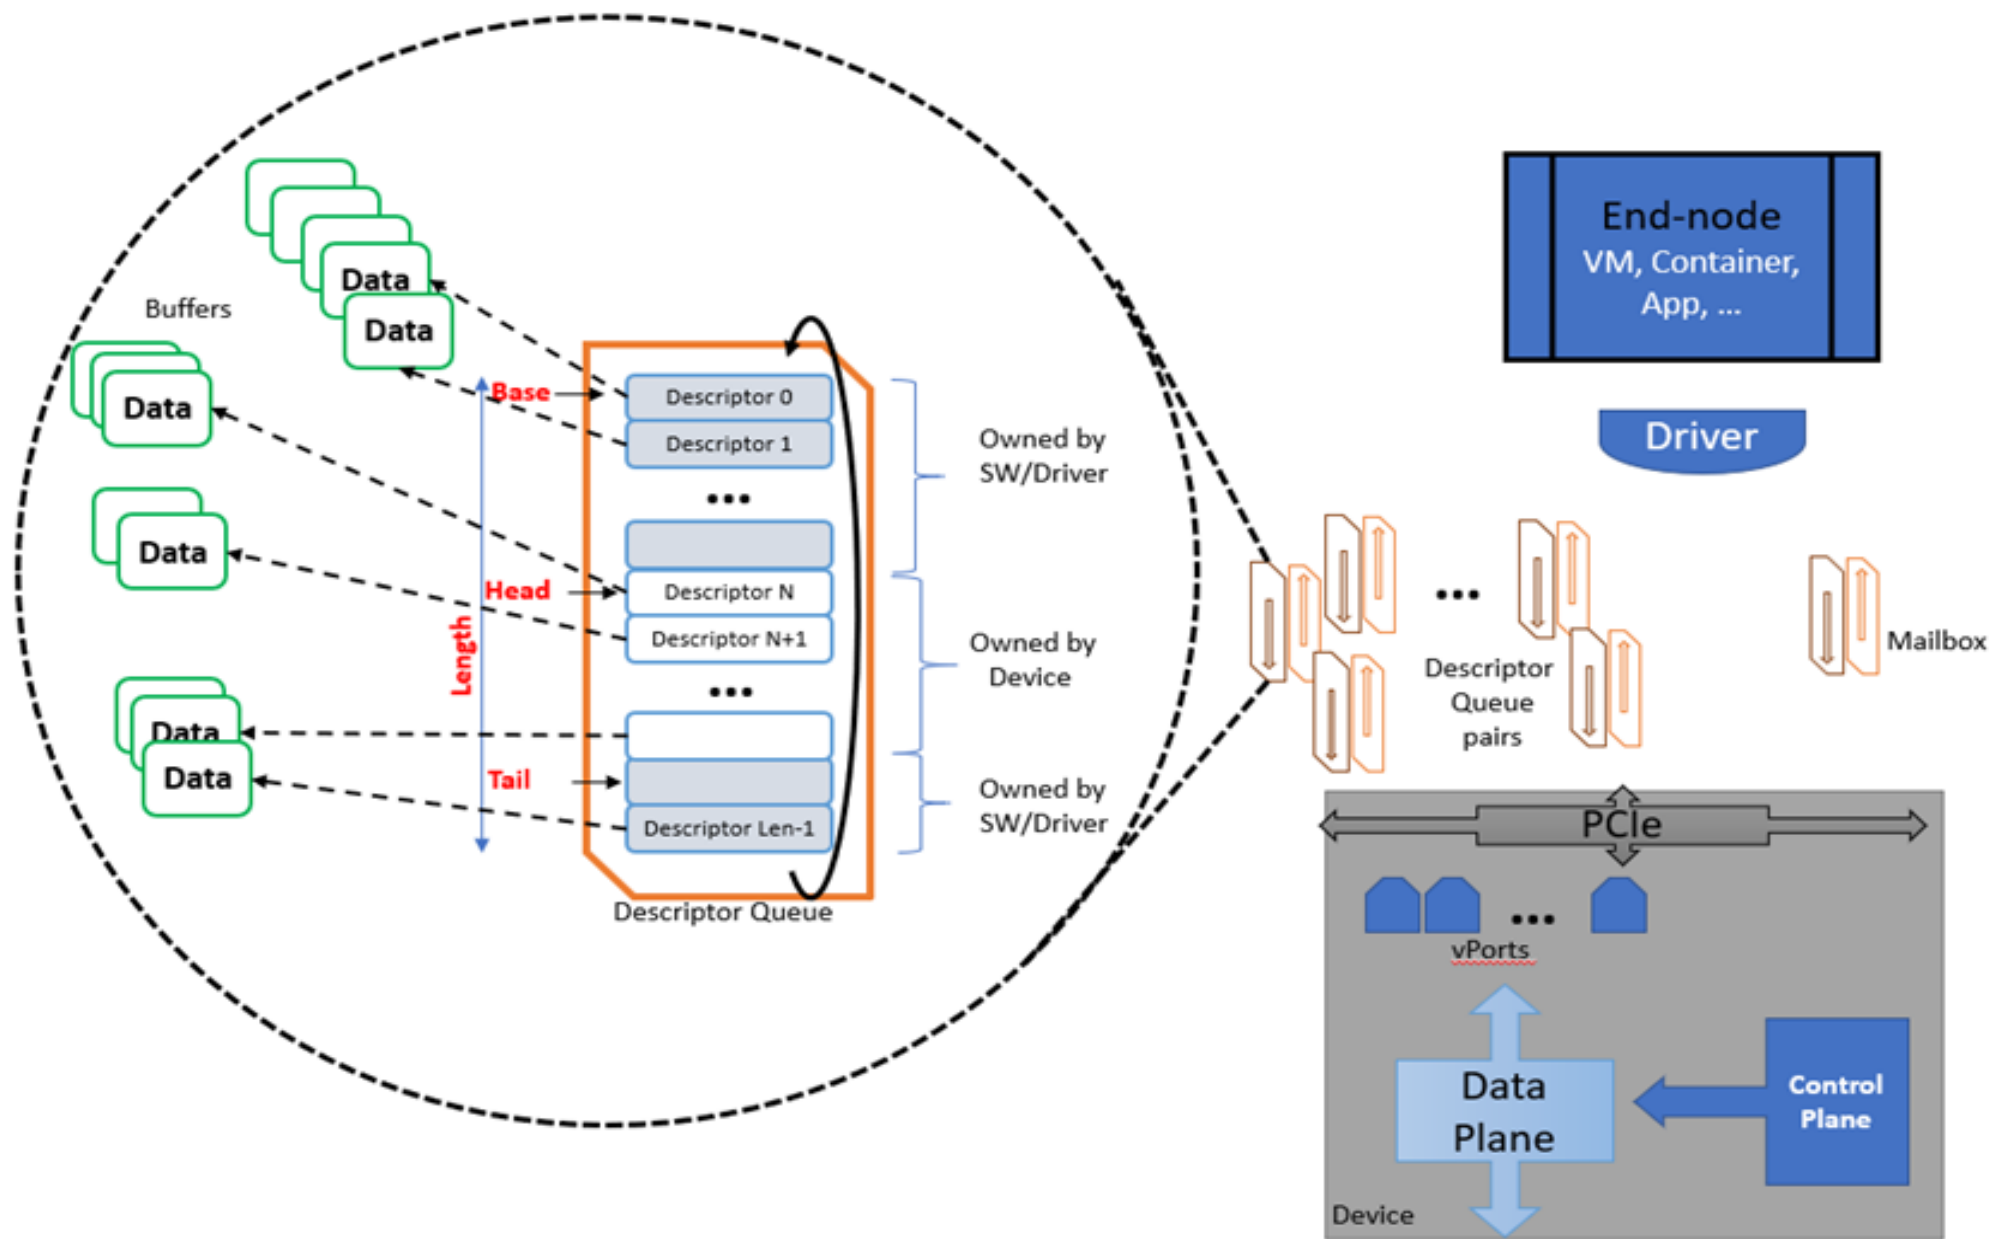 Buffers
Data
Data
Data
Data
Data
Data
Base
Head
Length
Tail
Descriptor 0
Descriptor 1
...
Descriptor N
Descriptor N+1
...
Descriptor Len-1
Descriptor Queue
Owned by
SW/Driver
Owned by
Device
Owned by
SW/Driver
End-node
VM, Container,
App, ...
Driver
...
Descriptor
Queue
pairs
Mailbox
PCIe
...
vPorts
Data
Plane
Control
Plane
Device